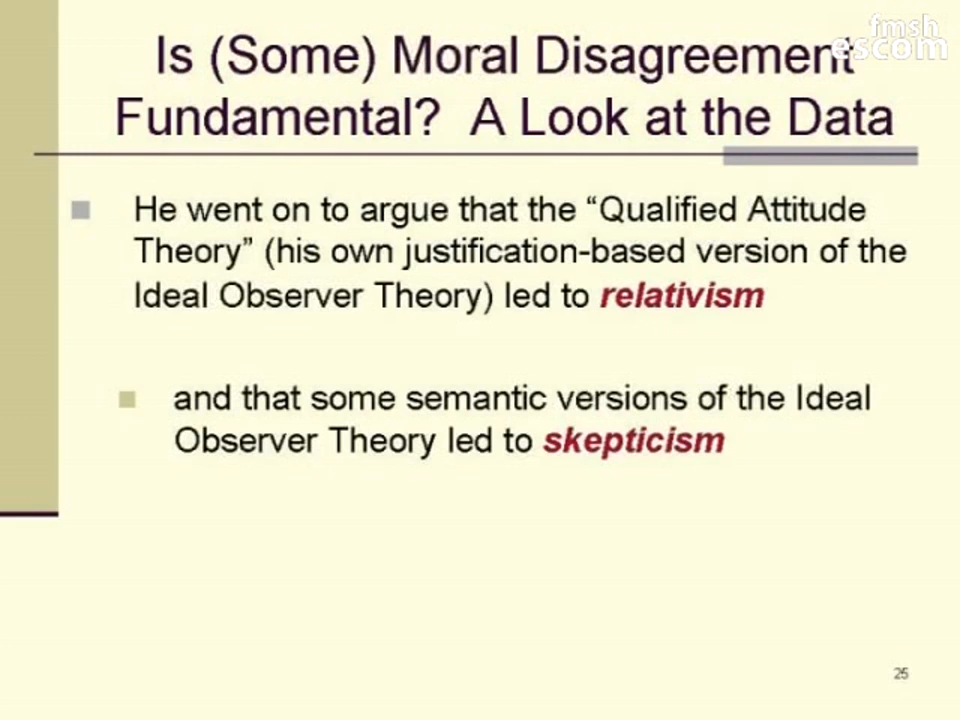 fmsh
escom
Is (Some) Moral Disagreement
Fundamental? A Look at the Data
He went on to argue that the “Qualified Attitude
Theory” (his own justification-based version of the
Ideal Observer Theory) led to relativism
and that some semantic versions of the Ideal
Observer Theory led to skepticism
25